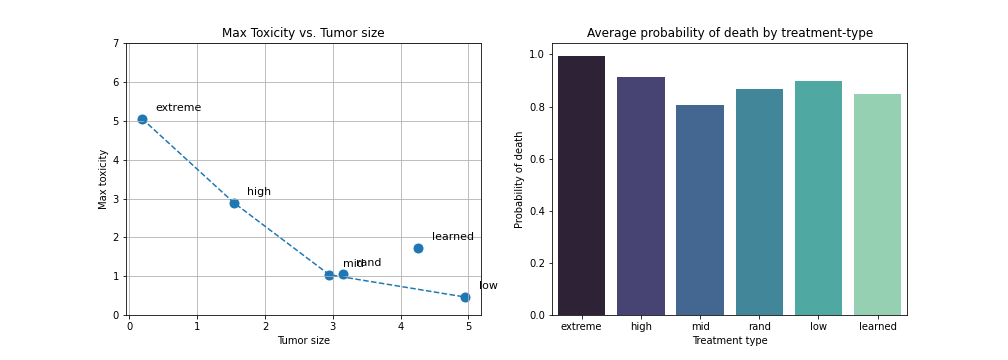 Max Toxicity vs. Tumor size
Max toxicity
7
6
5
4
3
2
1
0
extreme
high
mid
rand
learned
low
0 1 2 3 4 5
Tumor size
Average probability of death by treatment-type
Probability of death
1.0
0.8
0.6
0.4
0.2
0.0
extreme high mid rand low learned
Treatment type